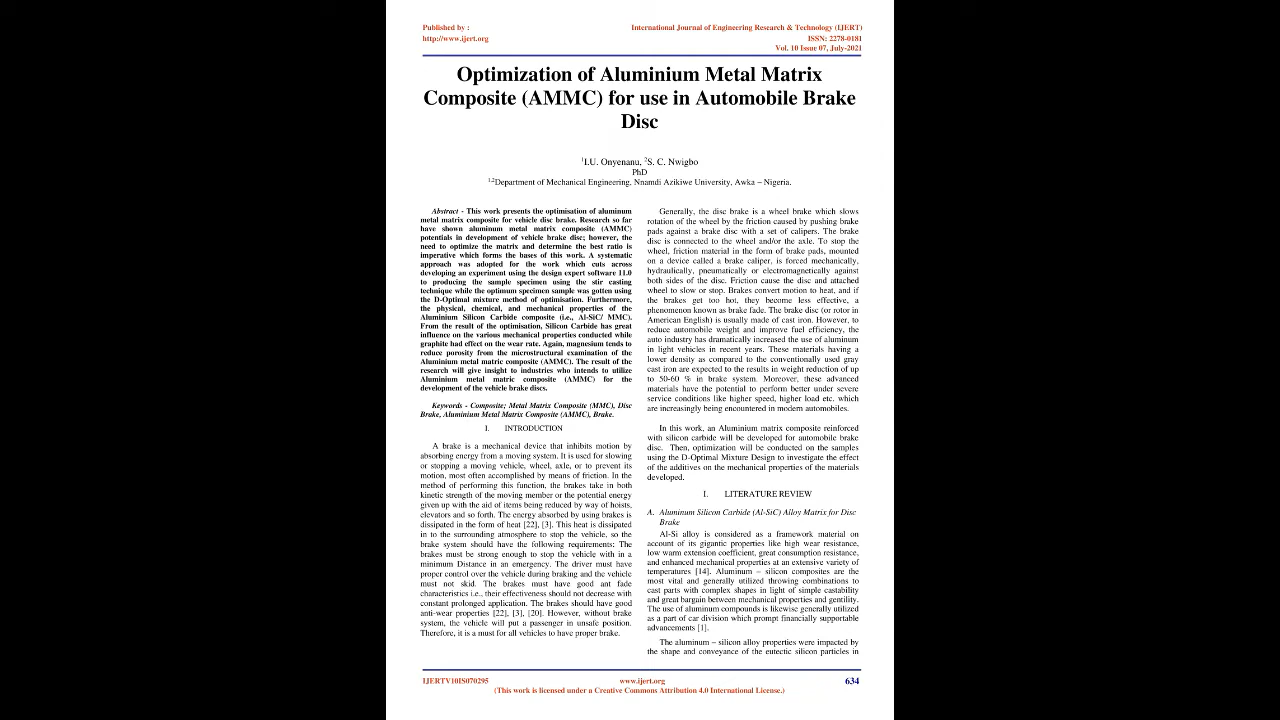 Published by :
http://www.ijert.org
International Journal of Engineering Research & Technology (IJERT)
ISSN: 2278-0181
Vol. 10 Issue 07, July-2021
Optimization of Aluminium Metal Matrix
Composite (AMMC) for use in Automobile Brake
Disc
1I.U. Onyenanu, 2S. C. Nwigbo
PhD
1,2Department of Mechanical Engineering, Nnamdi Azikiwe University, Awka – Nigeria.
Abstract - This work presents the optimisation of aluminum
metal matrix composite for vehicle disc brake. Research so far
have shown aluminum metal matrix composite (AMMC)
potentials in development of vehicle brake disc; however, the
need to optimize the matrix and determine the best ratio is
imperative which forms the bases of this work. A systematic
approach was adopted for the work which cuts across
developing an experiment using the design expert software 11.0
to producing the sample specimen using the stir casting
technique while the optimum specimen sample was gotten using
the D-Optimal mixture method of optimisation. Furthermore,
the physical, chemical, and mechanical properties of the
Aluminium Silicon Carbide composite (i.e., Al-SiC/ MMC).
From the result of the optimisation, Silicon Carbide has great
influence on the various mechanical properties conducted while
graphite had effect on the wear rate. Again, magnesium tends to
reduce porosity from the microstructural examination of the
Aluminium metal matric composite (AMMC). The result of the
research will give insight to industries who intends to utilize
Aluminium metal matric composite (AMMC) for the
development of the vehicle brake discs.
Keywords - Composite; Metal Matrix Composite (MMC), Disc
Brake, Aluminium Metal Matrix Composite (AMMC), Brake.
I. INTRODUCTION
A brake is a mechanical device that inhibits motion by
absorbing energy from a moving system. It is used for slowing
or stopping a moving vehicle, wheel, axle, or to prevent its
motion, most often accomplished by means of friction. In the
method of performing this function, the brakes take in both
kinetic strength of the moving member or the potential energy
given up with the aid of items being reduced by way of hoists,
elevators and so forth. The energy absorbed by using brakes is
dissipated in the form of heat [22], [3]. This heat is dissipated
in to the surrounding atmosphere to stop the vehicle, so the
brake system should have the following requirements: The
brakes must be strong enough to stop the vehicle with in a
minimum Distance in an emergency. The driver must have
proper control over the vehicle during braking and the vehicle
must not skid. The brakes must have good ant fade
characteristics i.e., their effectiveness should not decrease with
constant prolonged application. The brakes should have good
anti-wear properties [22], [3], [20]. However, without brake
system, the vehicle will put a passenger in unsafe position.
Therefore, it is a must for all vehicles to have proper brake.
Generally, the disc brake is a wheel brake which slows
rotation of the wheel by the friction caused by pushing brake
pads against a brake disc with a set of calipers. The brake
disc is connected to the wheel and/or the axle. To stop the
wheel, friction material in the form of brake pads, mounted
on a device called a brake caliper, is forced mechanically,
hydraulically, pneumatically or electromagnetically against
both sides of the disc. Friction cause the disc and attached
wheel to slow or stop. Brakes convert motion to heat, and if
the brakes get too hot, they become less effective, a
phenomenon known as brake fade. The brake disc (or rotor in
American English) is usually made of cast iron. However, to
reduce automobile weight and improve fuel efficiency, the
auto industry has dramatically increased the use of aluminum
in light vehicles in recent years. These materials having a
lower density as compared to the conventionally used gray
cast iron are expected to the results in weight reduction of up
to 50-60 % in brake system. Moreover, these advanced
materials have the potential to perform better under severe
service conditions like higher speed, higher load etc. which
are increasingly being encountered in modern automobiles.
In this work, an Aluminium matrix composite reinforced
with silicon carbide will be developed for automobile brake
disc. Then, optimization will be conducted on the samples
using the D-Optimal Mixture Design to investigate the effect
of the additives on the mechanical properties of the materials
developed.
I. LITERATURE REVIEW
A. Aluminum Silicon Carbide (Al-SiC) Alloy Matrix for Disc
Brake
Al-Si alloy is considered as a framework material on
account of its gigantic properties like high wear resistance,
low warm extension coefficient, great consumption resistance,
and enhanced mechanical properties at an extensive variety of
temperatures [14]. Aluminum – silicon composites are the
most vital and generally utilized throwing combinations to
cast parts with complex shapes in light of simple castability
and great bargain between mechanical properties and gentility.
The use of aluminum compounds is likewise generally utilized
as a part of car division which prompt financially supportable
advancements [1].
The aluminum – silicon alloy properties were impacted by
the shape and conveyance of the eutectic silicon particles in
IJERTV10IS070295
www.ijert.org
634
(This work is licensed under a Creative Commons Attribution 4.0 International License.)